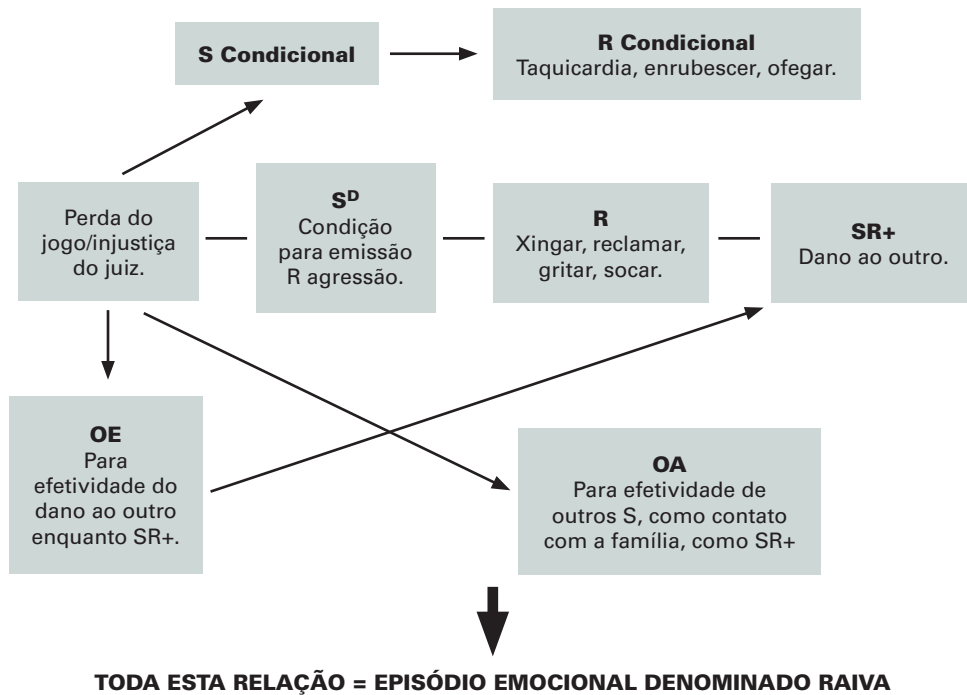 S Condicional
R Condicional
Taquicardia, enrubescer, ofegar.
Perda do
jogo/injustiça
do juiz.
S^D
Condição
para emissão
R agressão.
R
Xingar, reclamar,
gritar, socar.
SR+
Dano ao outro.
OE
Para
efetividade do
dano ao outro
enquanto SR+.
OA
Para efetividade de
outros S, como contato
com a família, como SR+
TODA ESTA RELAÇÃO = EPISÓDIO EMOCIONAL DENOMINADO RAIVA